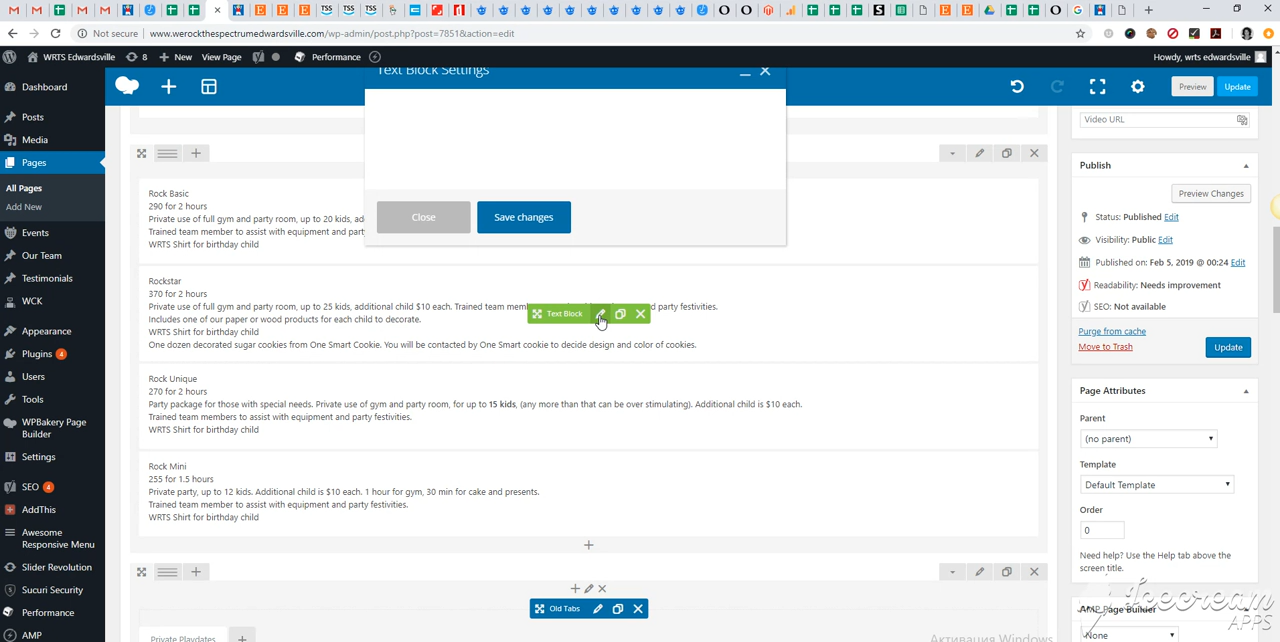 Not secure | www.werockthespectrumedwardsville.com/wp-admin/post.php?post=7851&action=edit
WRTS Edwardsville
8
New
View Page
Performance
Howdy, wrts edwardsville
Dashboard
Posts
Media
Pages
All Pages
Add New
Events
Our Team
Testimonials
WCK
Appearance
Plugins 4
Users
Tools
WPBakery Page
Builder
Settings
SEO 4
AddThis
Awesome
Responsive Menu
Slider Revolution
Sucuri Security
Performance
AMP
Text Block Settings
Close
Save changes
Rock Basic
290 for 2 hours
Private use of full gym and party room, up to 20 kids, ad
Trained team member to assist with equipment and party
WRTS Shirt for birthday child
Rockstar
370 for 2 hours
Private use of full gym and party room, up to 25 kids, additional child $10 each. Trained team mem
d party festivities.
Includes one of our paper or wood products for each child to decorate.
Text Block
WRTS Shirt for birthday child
One dozen decorated sugar cookies from One Smart Cookie. You will be contacted by One Smart cookie to decide design and color of cookies.
Rock Unique
270 for 2 hours
Party package for those with special needs. Private use of gym and party room, for up to 15 kids, (any more than that can be over stimulating). Additional child is $10 each.
Trained team members to assist with equipment and party festivities.
WRTS Shirt for birthday child
Rock Mini
255 for 1.5 hours
Private party, up to 12 kids. Additional child is $10 each. 1 hour for gym, 30 min for cake and presents.
Trained team member to assist with equipment and party festivities.
WRTS Shirt for birthday child
Old Tabs
Private Playdates
Preview
Update
Video URL
Publish
Preview Changes
Status: Published Edit
Visibility: Public Edit
Published on: Feb 5, 2019 @ 00:24 Edit
Readability: Needs improvement
SEO: Not available
Purge from cache
Move to Trash
Update
Page Attributes
Parent
(no parent)
Template
Default Template
Order
0
Need help? Use the Help tab above the
screen title.
AMP Page Builder
None
Активация Windows
Icecream
APPS